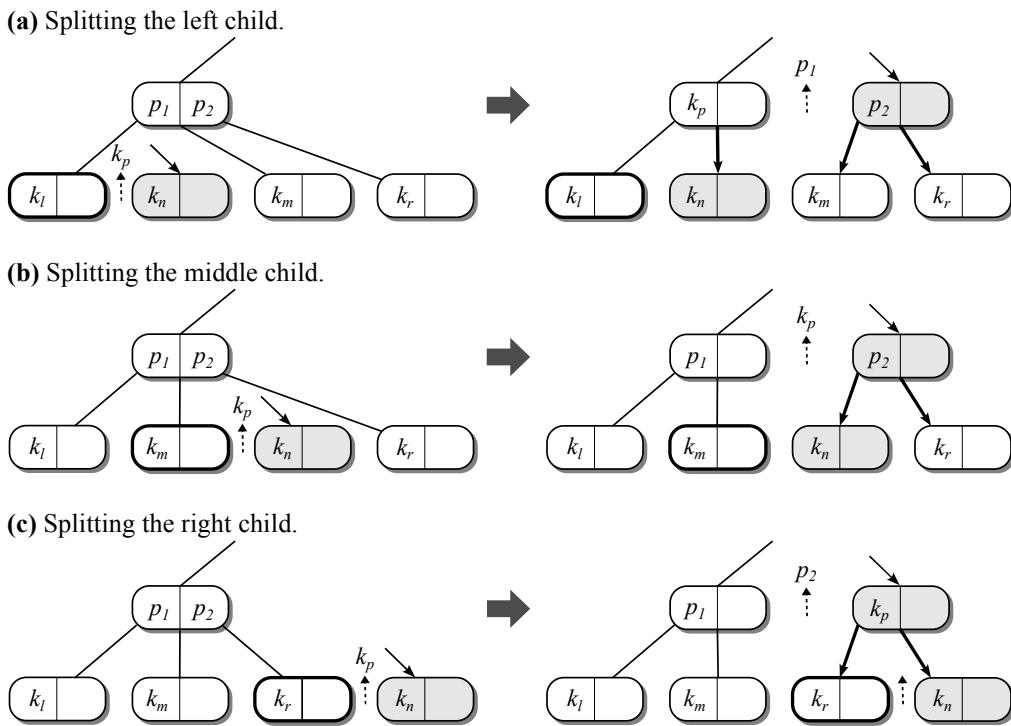 (a) Splitting the left child.
p1 p2 kp p1 p2
kp
kl kn km kr kl kn km kr
(b) Splitting the middle child.
p1 p2 p1 kp p2
kp
kl km kn kr kl km kn kr
(c) Splitting the right child.
p1 p2 p1 p2 kp
kp
kl km kr kn kl km kr kn